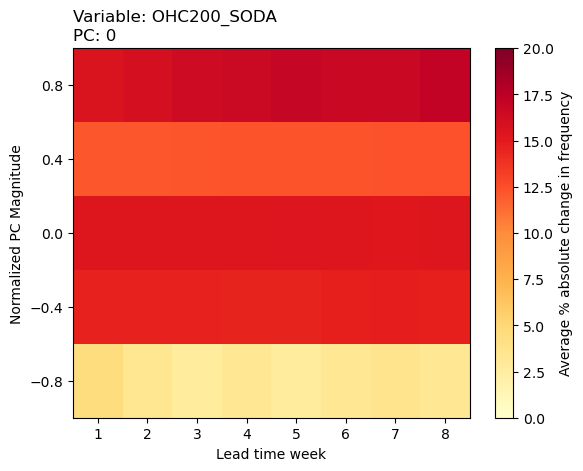 Variable: OHC200_SODA
PC: 0
Normalized PC Magnitude
0.8
0.4
0.0
−0.4
−0.8
1 2 3 4 5 6 7 8
Lead time week
20.0
17.5
15.0
12.5
10.0
7.5
5.0
2.5
0.0
Average % absolute change in frequency